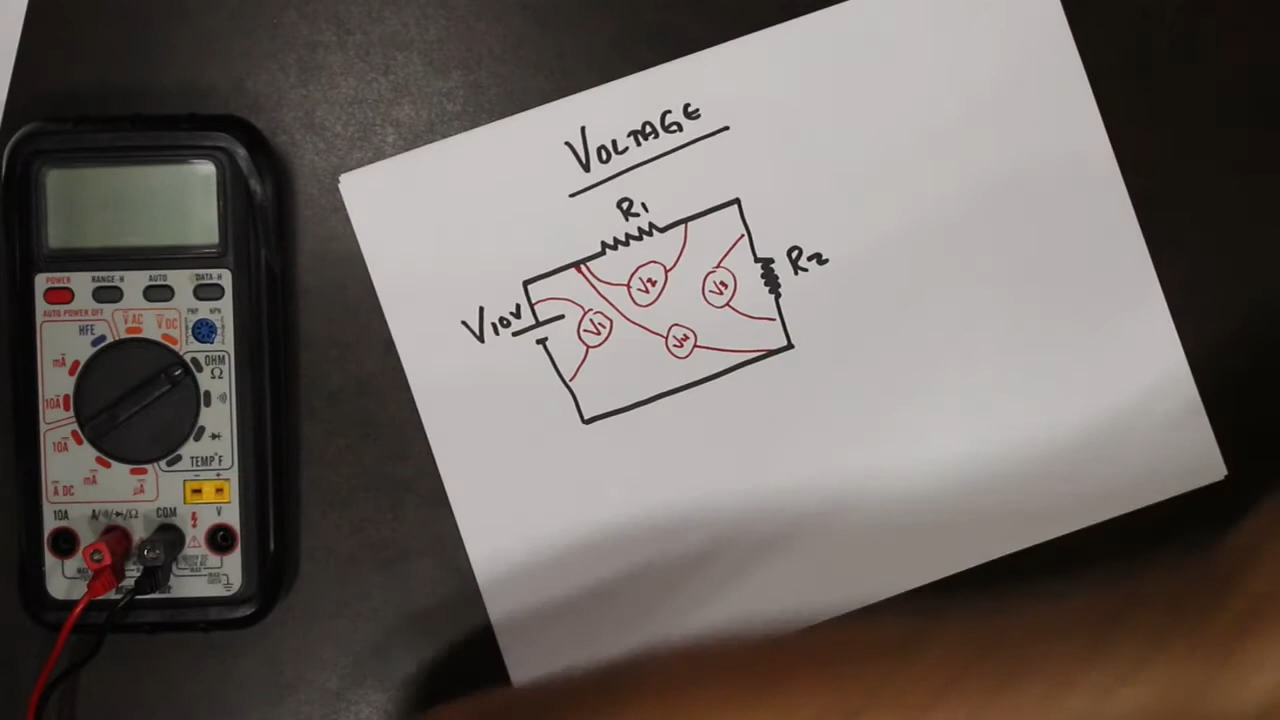 VOLTAGE
R1
R2
V10V
V1
V2
V3
V4
POWER
RANGE-H
AUTO
DATA-H
AUTO POWER OFF
HFE
V AC
V DC
PNP
NPN
mA
OHM
Ω
10A
10A
mA
μA
A DC
TEMP°F
- +
10A
COM
V